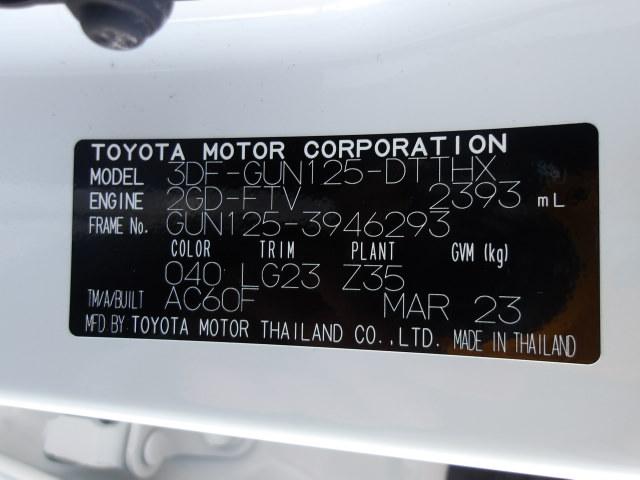 TOYOTA MOTOR CORPORATION
MODEL 3DF-GUN125-DTTHX
ENGINE 2GD-FTV 2393 mL
FRAME No. GUN125-3946293
COLOR TRIM PLANT GVM (kg)
040 LG23 Z35
TM/A/BUILT AC60F MAR 23
MFD BY TOYOTA MOTOR THAILAND CO.,LTD. MADE IN THAILAND